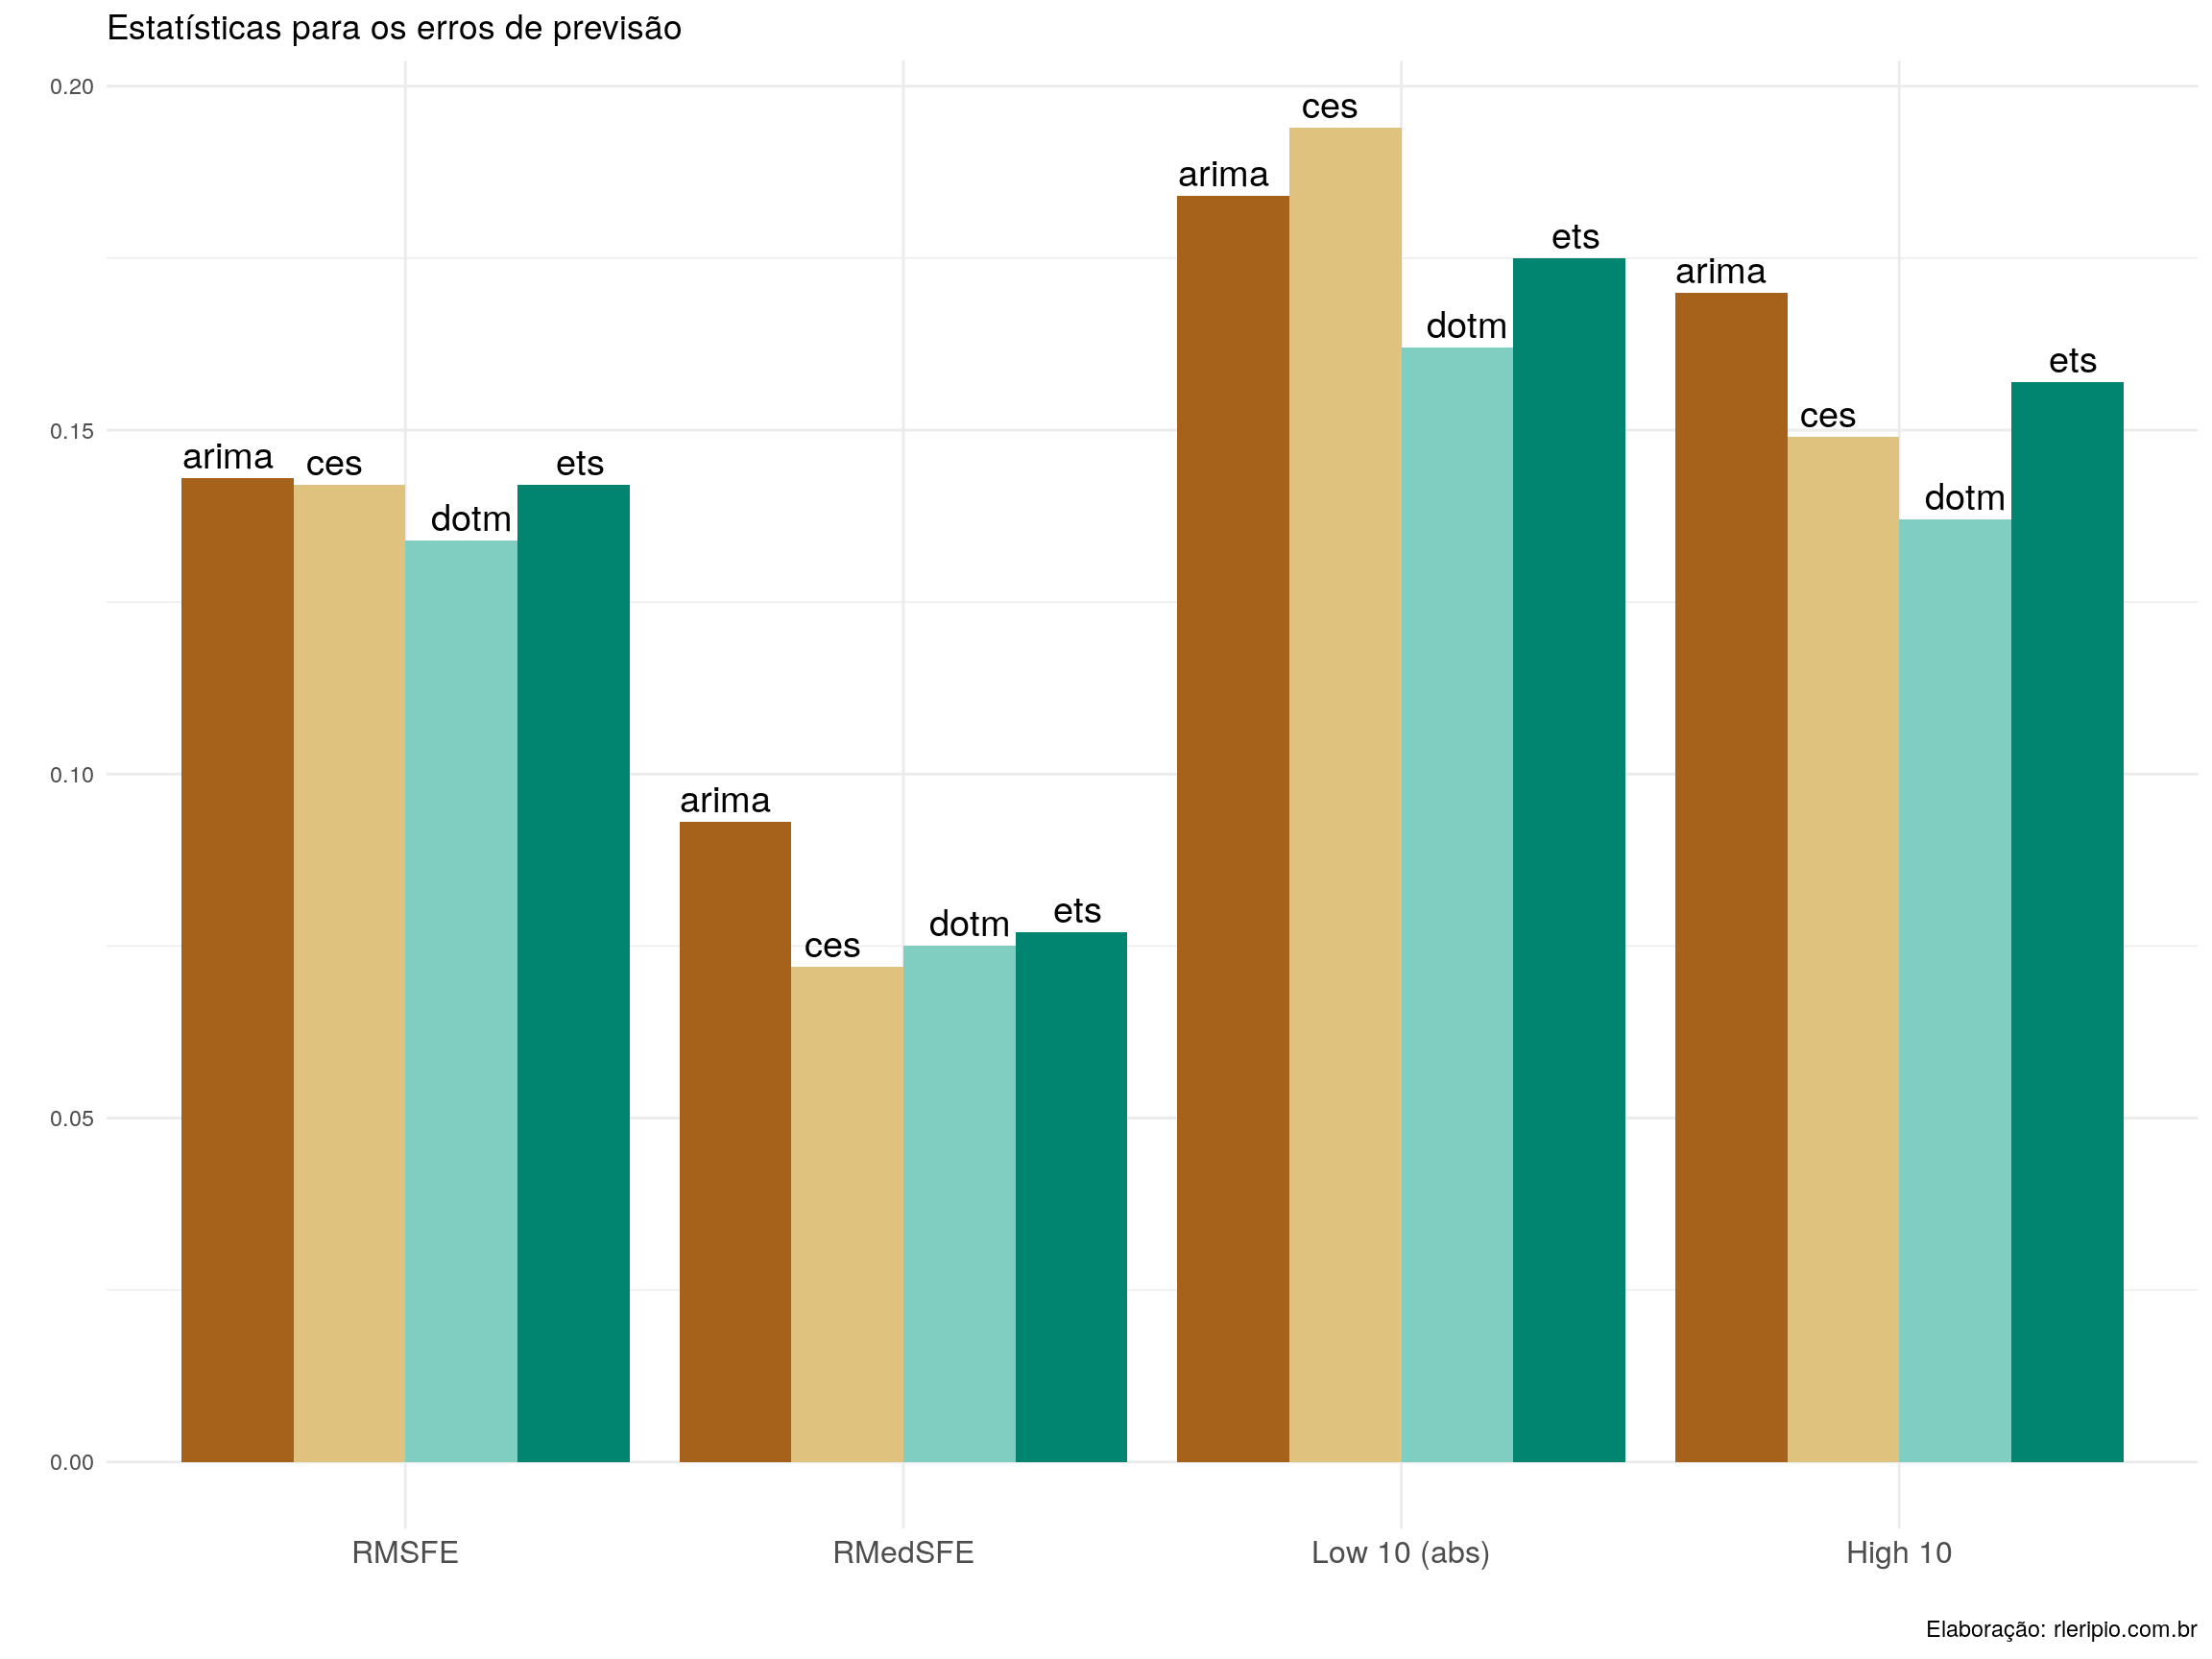 Estatísticas para os erros de previsão
0.20
0.15
0.10
0.05
0.00
arima
ces
dotm
ets
arima
ces
dotm
ets
arima
ces
dotm
ets
arima
ces
dotm
ets
RMSFE
RMedSFE
Low 10 (abs)
High 10
Elaboração: rleripio.com.br